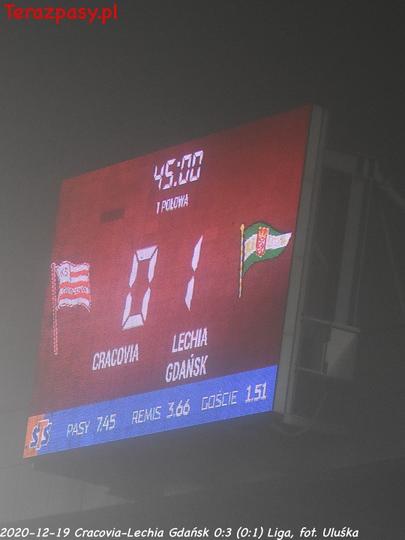 Terazpasy.pl
45:00
1 POŁOWA
0 1
CRACOVIA
LECHIA
GDAŃSK
STS PASY 7.45 REMIS 3.66 GOŚCIE 1.51
2020-12-19 Cracovia-Lechia Gdańsk 0:3 (0:1) Liga, fot. Uluśka